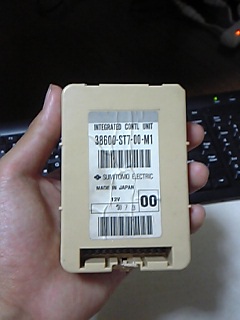 INTEGRATED CONTL UNIT
38600-ST7-00-M1
SUMITOMO ELECTRIC
MADE IN JAPAN
12V
00